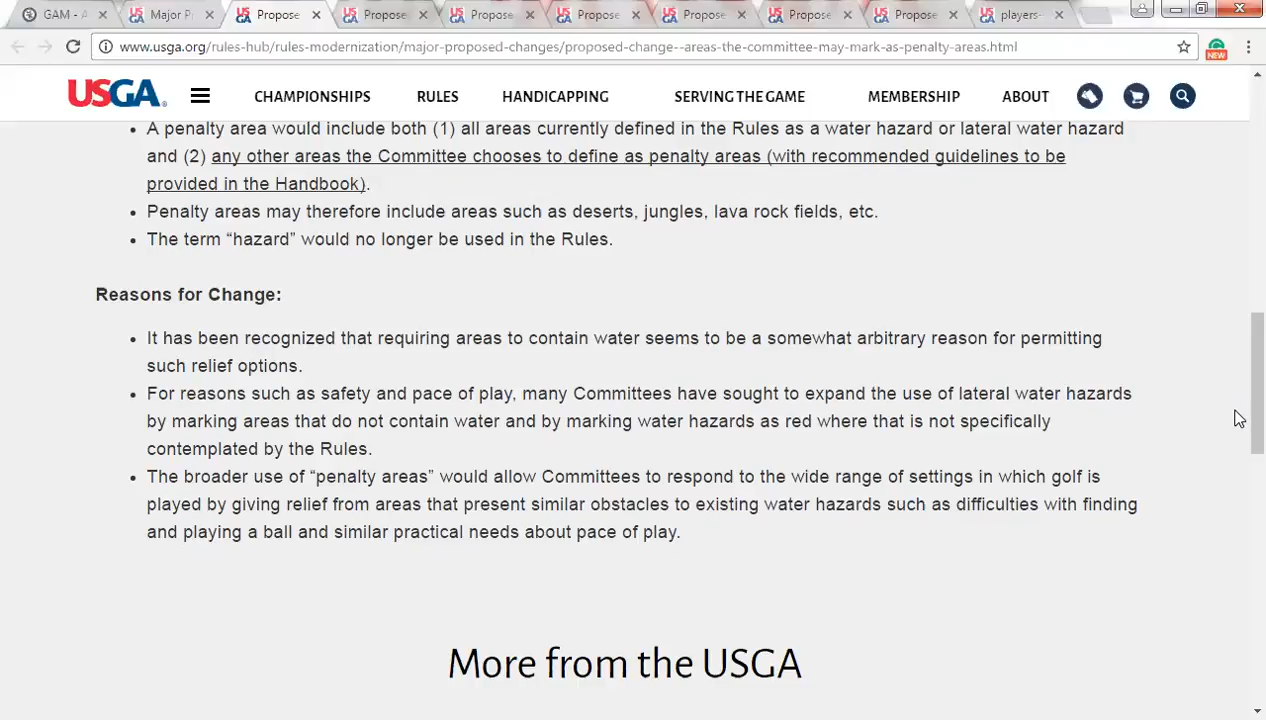 GAM - A
Major P
Propose
Propose
Propose
Propose
Propose
Propose
Propose
players-
www.usga.org/rules-hub/rules-modernization/major-proposed-changes/proposed-change--areas-the-committee-may-mark-as-penalty-areas.html
NEW
USGA
CHAMPIONSHIPS
RULES
HANDICAPPING
SERVING THE GAME
MEMBERSHIP
ABOUT
• A penalty area would include both (1) all areas currently defined in the Rules as a water hazard or lateral water hazard
and (2) any other areas the Committee chooses to define as penalty areas (with recommended guidelines to be
provided in the Handbook).
• Penalty areas may therefore include areas such as deserts, jungles, lava rock fields, etc.
• The term “hazard” would no longer be used in the Rules.
Reasons for Change:
• It has been recognized that requiring areas to contain water seems to be a somewhat arbitrary reason for permitting
such relief options.
• For reasons such as safety and pace of play, many Committees have sought to expand the use of lateral water hazards
by marking areas that do not contain water and by marking water hazards as red where that is not specifically
contemplated by the Rules.
• The broader use of “penalty areas” would allow Committees to respond to the wide range of settings in which golf is
played by giving relief from areas that present similar obstacles to existing water hazards such as difficulties with finding
and playing a ball and similar practical needs about pace of play.
More from the USGA